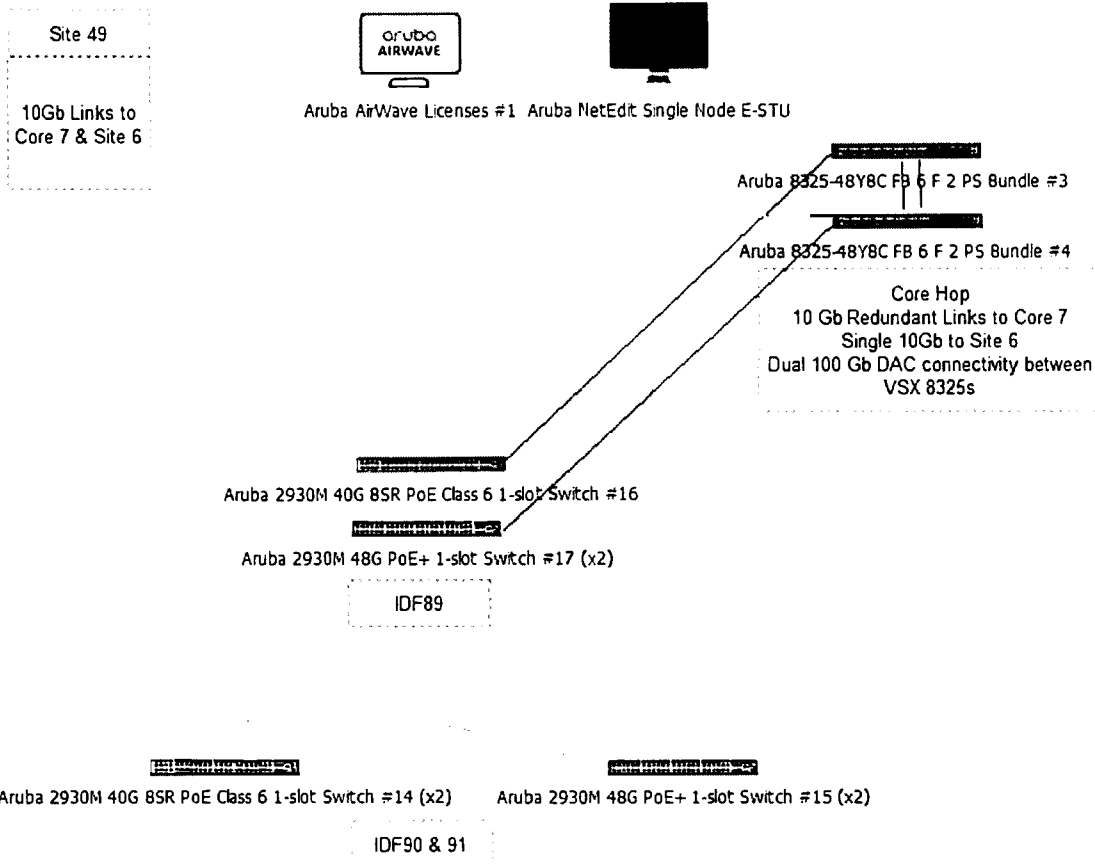 Site 49
10Gb Links to
Core 7 & Site 6
aruba
AIRWAVE
Aruba AirWave Licenses #1
Aruba NetEdit Single Node E-STU
Aruba 8325-48Y8C FB 6 F 2 PS Bundle #3
Aruba 8325-48Y8C FB 6 F 2 PS Bundle #4
Core Hop
10 Gb Redundant Links to Core 7
Single 10Gb to Site 6
Dual 100 Gb DAC connectivity between
VSX 8325s
Aruba 2930M 40G 8SR PoE Class 6 1-slot Switch #16
Aruba 2930M 48G PoE+ 1-slot Switch #17 (x2)
IDF89
Aruba 2930M 40G 8SR PoE Class 6 1-slot Switch #14 (x2)
Aruba 2930M 48G PoE+ 1-slot Switch #15 (x2)
IDF90 & 91